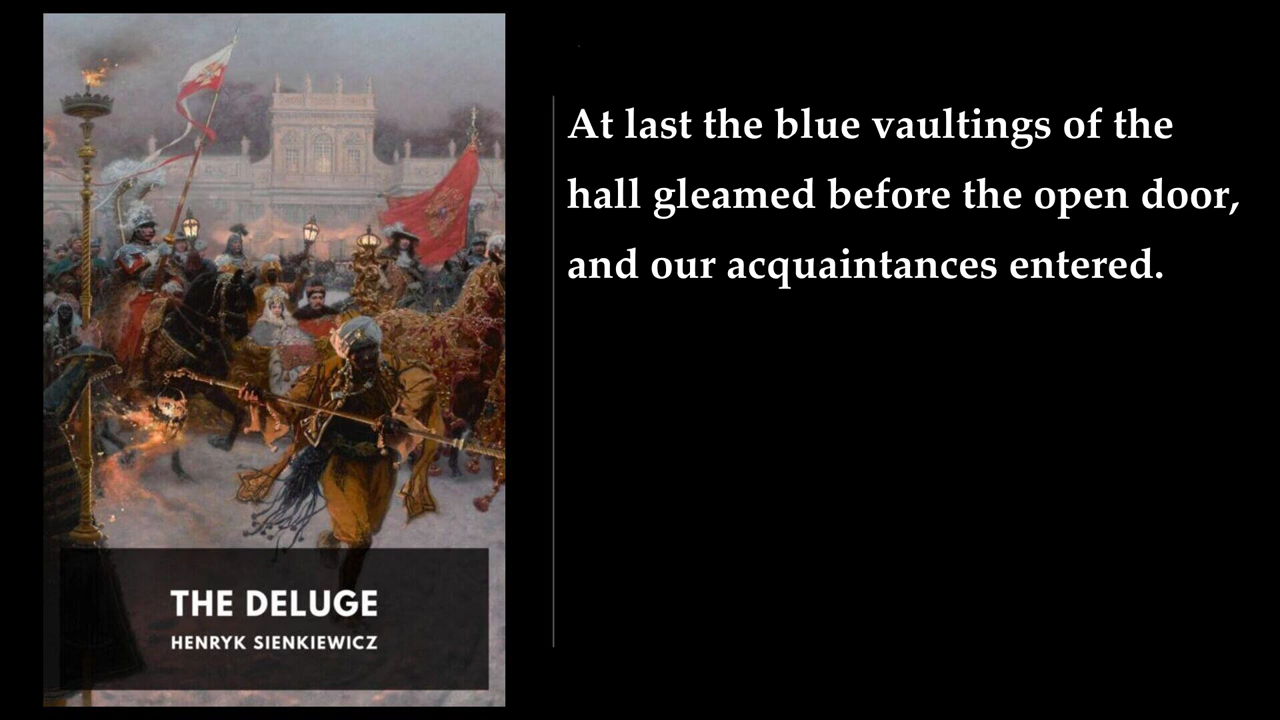 At last the blue vaultings of the
hall gleamed before the open door,
and our acquaintances entered.
THE DELUGE
HENRYK SIENKIEWICZ